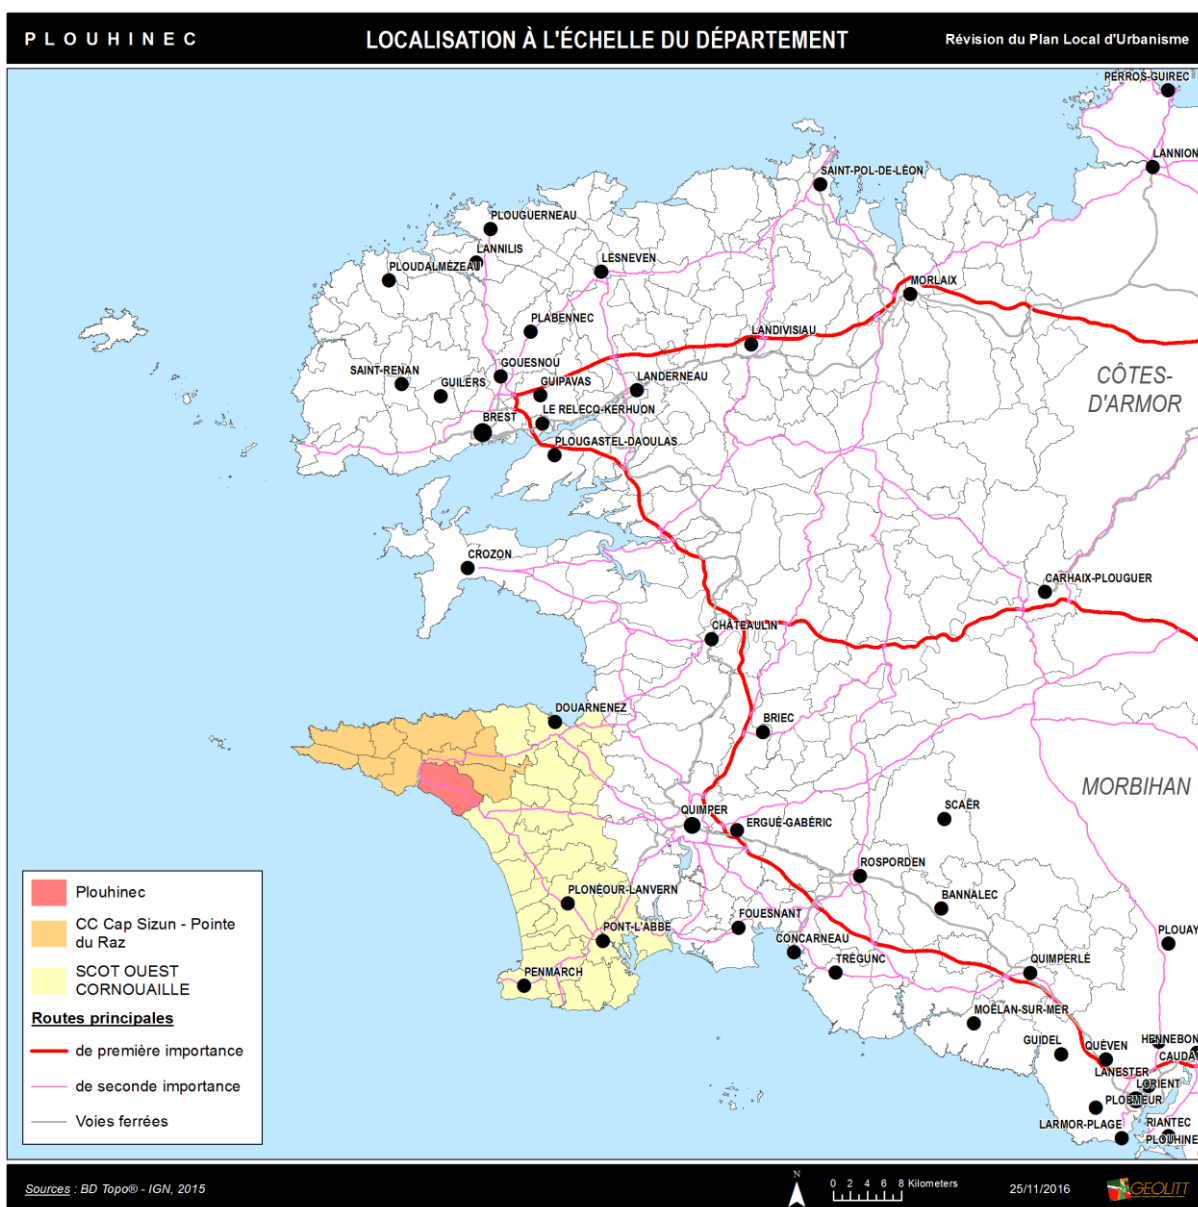 PLOUHINEC
LOCALISATION À L'ÉCHELLE DU DÉPARTEMENT
Révision du Plan Local d'Urbanisme
PERROS-GUIREC
LANNION
SAINT-POL-DE-LÉON
PLOUGUERNEAU
LANNILIS
PLOUDALMÉZEAU
LESNEVEN
MORLAIX
PLABENNEC
LANDIVISIAU
GOUESNOU
SAINT-RENAN
GUILERS
GUIPAVAS
LANDERNEAU
CÔTES-
D'ARMOR
LE RELECQ-KERHUON
BREST
PLOUGASTEL-DAOULAS
CROZON
CARHAIX-PLOUGUER
CHÂTEAULIN
DOUARNENEZ
BRIEC
MORBIHAN
QUIMPER
ERGUÉ-GABÉRIC
SCAËR
ROSPORDEN
PLONÉOUR-LANVERN
BANNALEC
FOUESNANT
PONT-L'ABBE
CONCARNEAU
PLOUAY
TRÉGUNC
QUIMPERLÉ
PENMARCH
MOËLAN-SUR-MER
GUIDEL
QUÉVEN
HENNEBON
CAUDA
LANESTER
LORIENT
PLOEMEUR
LARMOR-PLAGE
RIANTEC
PLOUHINE
Plouhinec
CC Cap Sizun - Pointe
du Raz
SCOT OUEST
CORNOUAILLE
Routes principales
de première importance
de seconde importance
Voies ferrées
Sources : BD Topo® - IGN, 2015
N
0 2 4 6 8 Kilometers
25/11/2016
GEOLITT